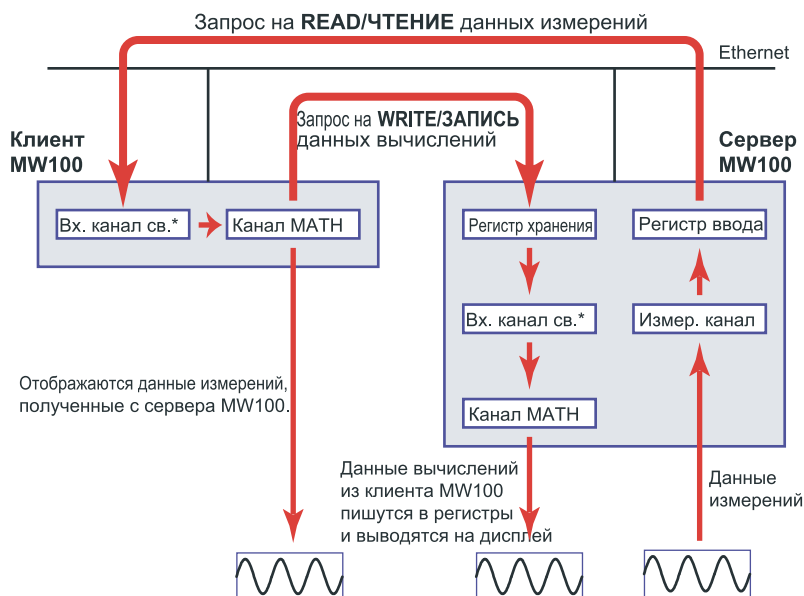 Запрос на READ/ЧТЕНИЕ данных измерений
Ethernet
Клиент
MW100
Запрос на WRITE/ЗАПИСЬ
данных вычислений
Сервер
MW100
Вх. канал св.*
Канал MATH
Регистр хранения
Регистр ввода
Вх. канал св.*
Измер. канал
Канал MATH
Отображаются данные измерений,
полученные с сервера MW100.
Данные вычислений
из клиента MW100
пишутся в регистры
и выводятся на дисплей
Данные
измерений